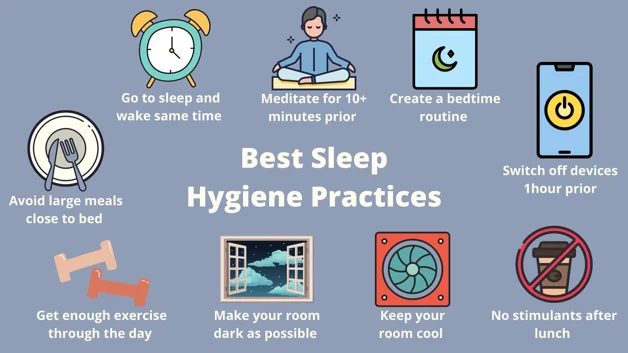 Go to sleep and
wake same time
Meditate for 10+
minutes prior
Create a bedtime
routine
Switch off devices
1hour prior
Best Sleep
Hygiene Practices
Avoid large meals
close to bed
Get enough exercise
through the day
Make your room
dark as possible
Keep your
room cool
No stimulants after
lunch